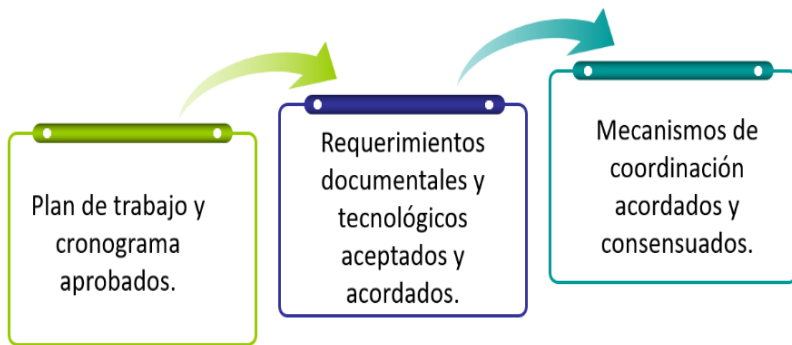 Plan de trabajo y
cronograma
aprobados.
Requerimientos
documentales y
tecnológicos
aceptados y
acordados.
Mecanismos de
coordinación
acordados y
consensuados.